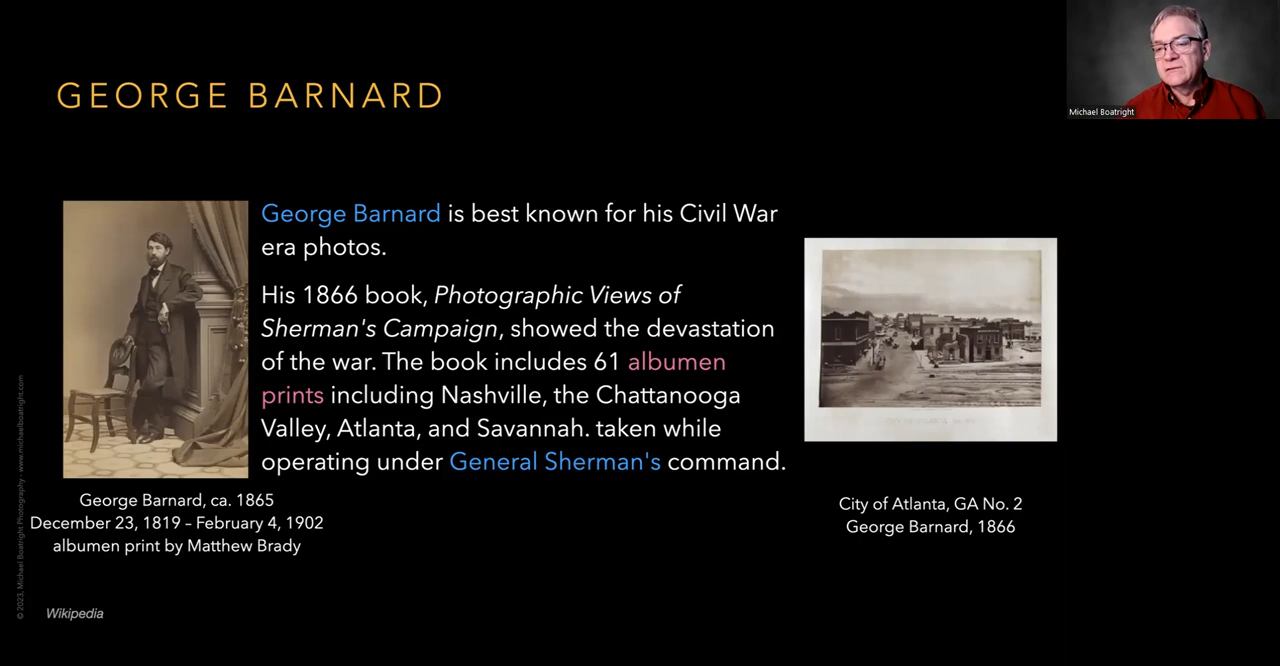 GEORGE BARNARD
Michael Boatright
George Barnard is best known for his Civil War
era photos.
His 1866 book, Photographic Views of
Sherman's Campaign, showed the devastation
of the war. The book includes 61 albumen
prints including Nashville, the Chattanooga
Valley, Atlanta, and Savannah. taken while
operating under General Sherman's command.
George Barnard, ca. 1865
December 23, 1819 – February 4, 1902
albumen print by Matthew Brady
City of Atlanta, GA No. 2
George Barnard, 1866
© 2023, Michael Boatright Photography - www.michaelboatright.com
Wikipedia